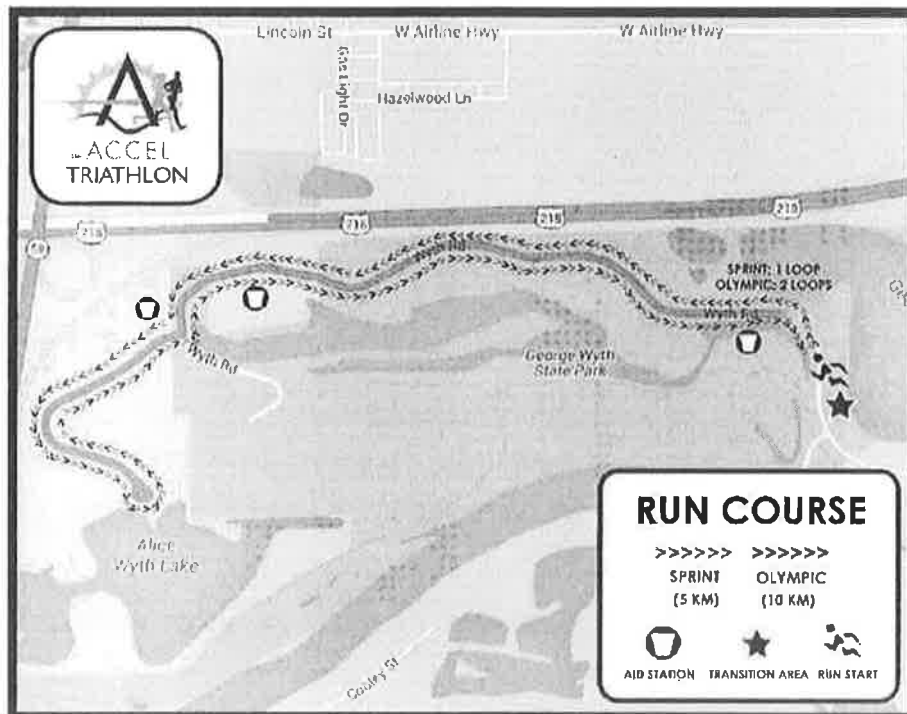 Lincoln St
W Airline Hwy
W Airline Hwy
Gas Light Dr
Hazelwood Ln
ACCEL
TRIATHLON
218
218
218
218
58
Wyth Rd
SPRINT: 1 LOOP
OLYMPIC: 2 LOOPS
Wyth Rd
Wyth Rd
George Wyth
State Park
Alice
Wyth Lake
Cooley St
RUN COURSE
>>>>>> >>>>>>
SPRINT OLYMPIC
(5 KM) (10 KM)
AID STATION TRANSITION AREA RUN START